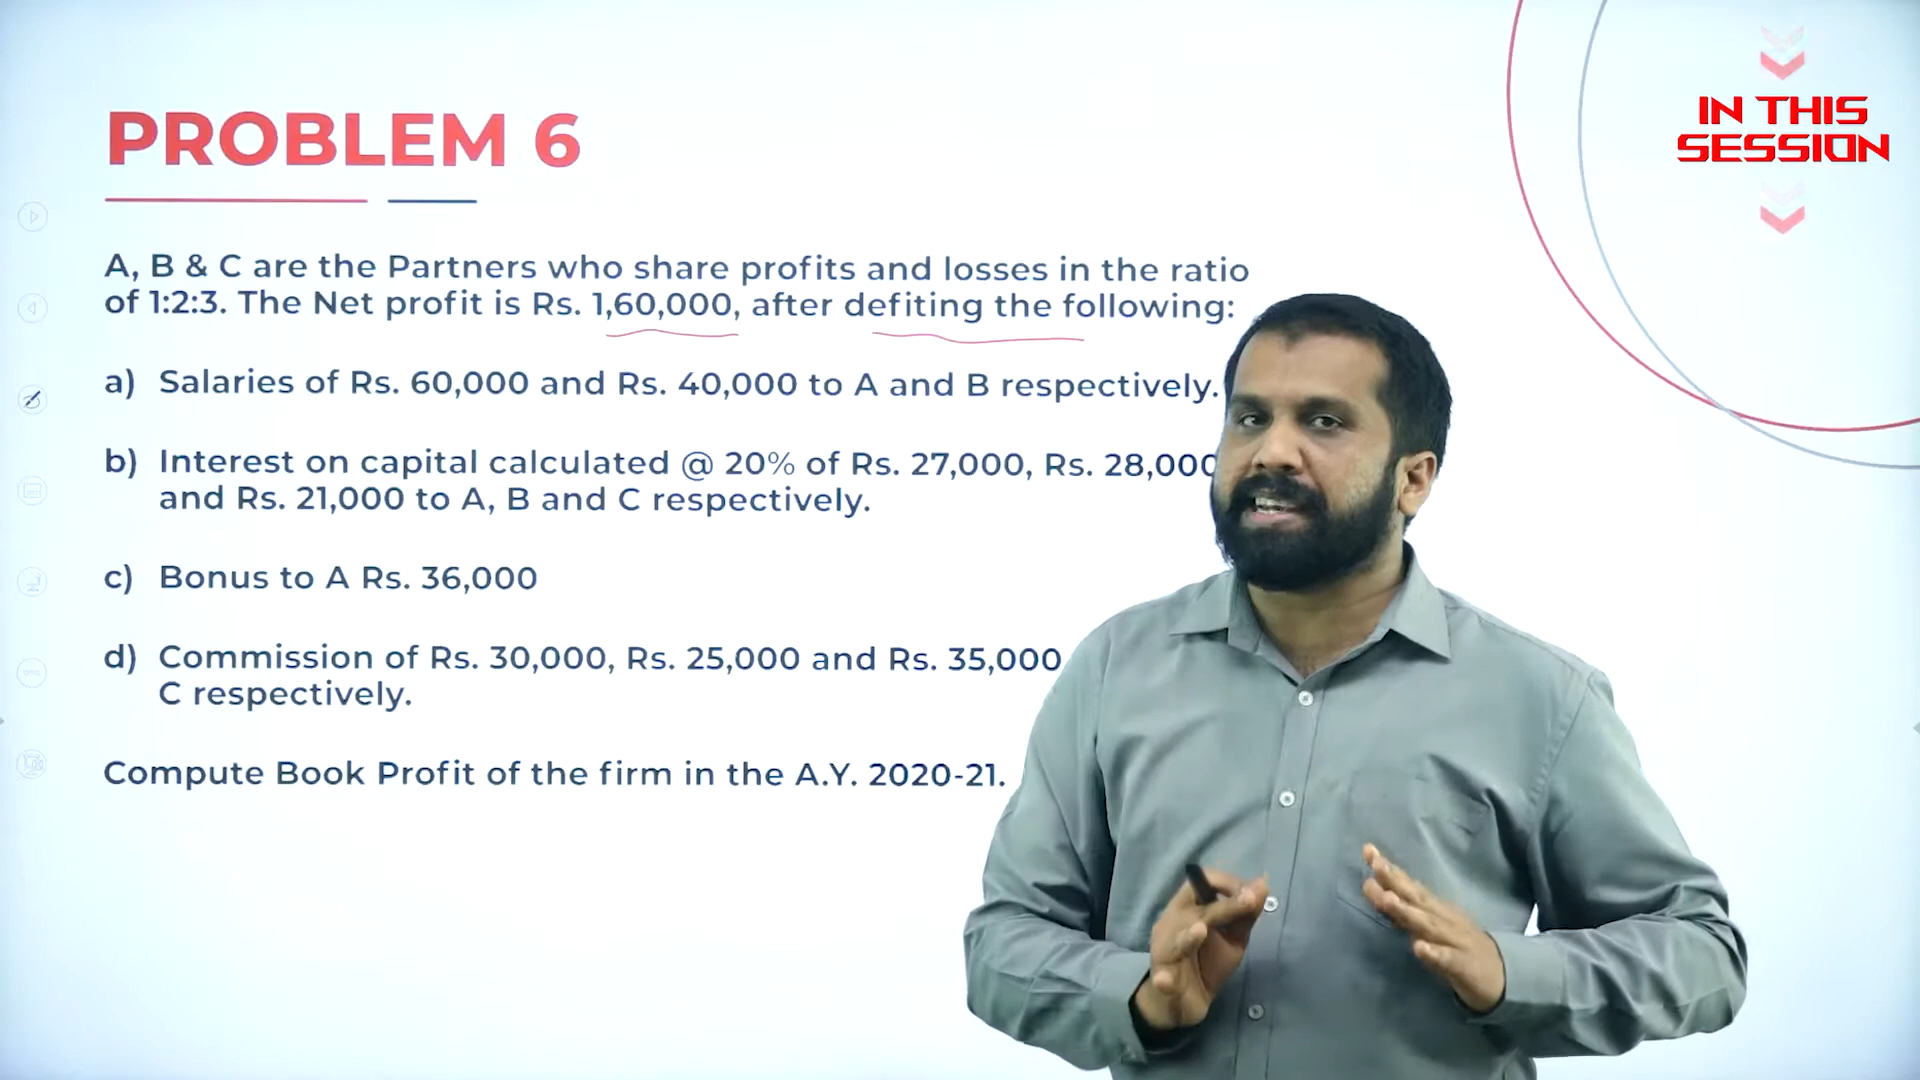 IN THIS
SESSION
PROBLEM 6
A, B & C are the Partners who share profits and losses in the ratio
of 1:2:3. The Net profit is Rs. 1,60,000, after defiting the following:
a) Salaries of Rs. 60,000 and Rs. 40,000 to A and B respectively.
b) Interest on capital calculated @ 20% of Rs. 27,000, Rs. 28,000
and Rs. 21,000 to A, B and C respectively.
c) Bonus to A Rs. 36,000
d) Commission of Rs. 30,000, Rs. 25,000 and Rs. 35,000
C respectively.
Compute Book Profit of the firm in the A.Y. 2020-21.